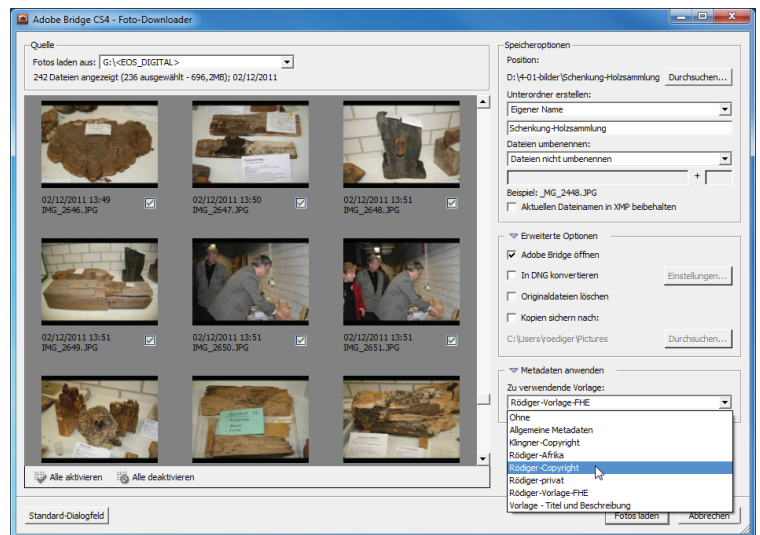 Adobe Bridge CS4 - Foto-Downloader
Quelle
Fotos laden aus: G:\<EOS_DIGITAL>
242 Dateien angezeigt (236 ausgewählt - 696,2MB); 02/12/2011
02/12/2011 13:49
IMG_2646.JPG
02/12/2011 13:50
IMG_2647.JPG
02/12/2011 13:51
IMG_2648.JPG
02/12/2011 13:51
IMG_2649.JPG
02/12/2011 13:51
IMG_2650.JPG
02/12/2011 13:51
IMG_2651.JPG
Alle aktivieren
Alle deaktivieren
Standard-Dialogfeld
Speicheroptionen
Position:
D:\4-01-bilder\Schenkung-Holzsammlung Durchsuchen...
Unterordner erstellen:
Eigener Name
Schenkung-Holzsammlung
Dateien umbenennen:
Dateien nicht umbenennen
+
Beispiel: _MG_2448.JPG
Aktuellen Dateinamen in XMP beibehalten
Erweiterte Optionen
Adobe Bridge öffnen
In DNG konvertieren Einstellungen...
Originaldateien löschen
Kopien sichern nach:
C:\Users\roediger\Pictures Durchsuchen...
Metadaten anwenden
Zu verwendende Vorlage:
Rödiger-Vorlage-FHE
Ohne
Allgemeine Metadaten
Klingner-Copyright
Rödiger-Afrika
Rödiger-Copyright
Rödiger-privat
Rödiger-Vorlage-FHE
Vorlage - Titel und Beschreibung
Fotos laden Abbrechen